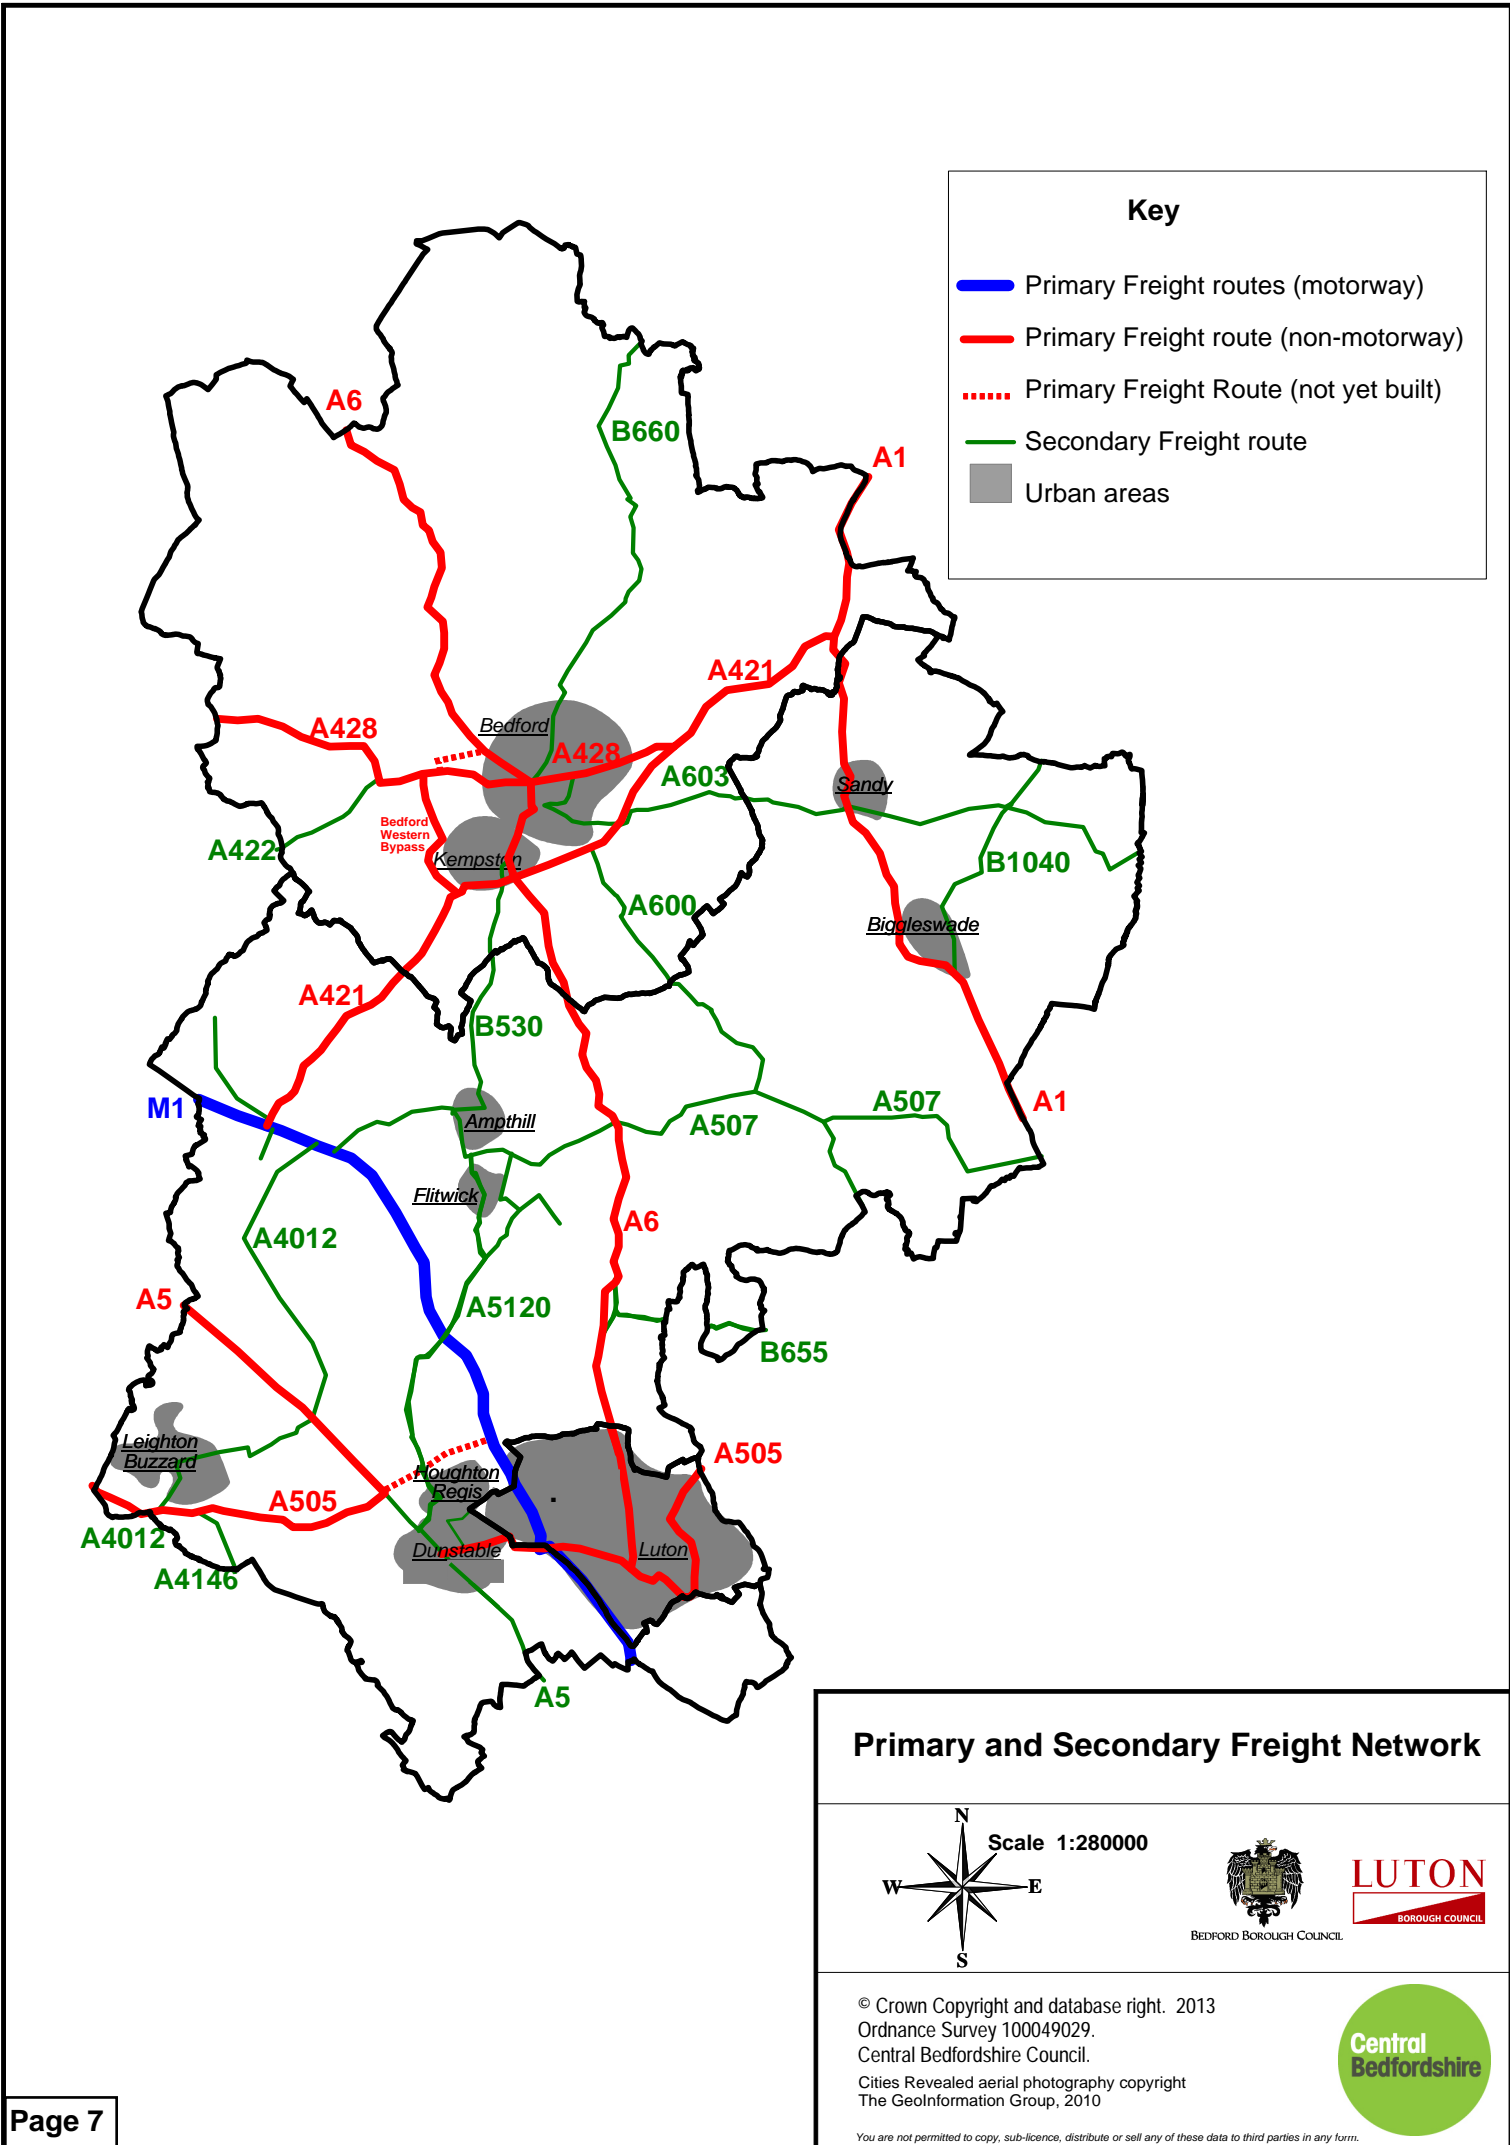 Key
Primary Freight routes (motorway)
Primary Freight route (non-motorway)
Primary Freight Route (not yet built)
Secondary Freight route
Urban areas
A6
B660
A1
A421
A428
Bedford
A428
A603
Sandy
Bedford
Western
Bypass
A422
Kempston
B1040
A600
Biggleswade
A421
B530
M1
Ampthill
A507
A507
A1
Flitwick
A4012
A6
A5
A5120
B655
Leighton
Buzzard
A505
Houghton
Regis
A505
A4012
Dunstable
Luton
A4146
A5
Primary and Secondary Freight Network
N
Scale 1:280000
W
E
S
BEDFORD BOROUGH COUNCIL
LUTON
BOROUGH COUNCIL
© Crown Copyright and database right. 2013
Ordnance Survey 100049029.
Central Bedfordshire Council.
Cities Revealed aerial photography copyright
The GeoInformation Group, 2010
Central
Bedfordshire
You are not permitted to copy, sub-licence, distribute or sell any of these data to third parties in any form.
Page 7